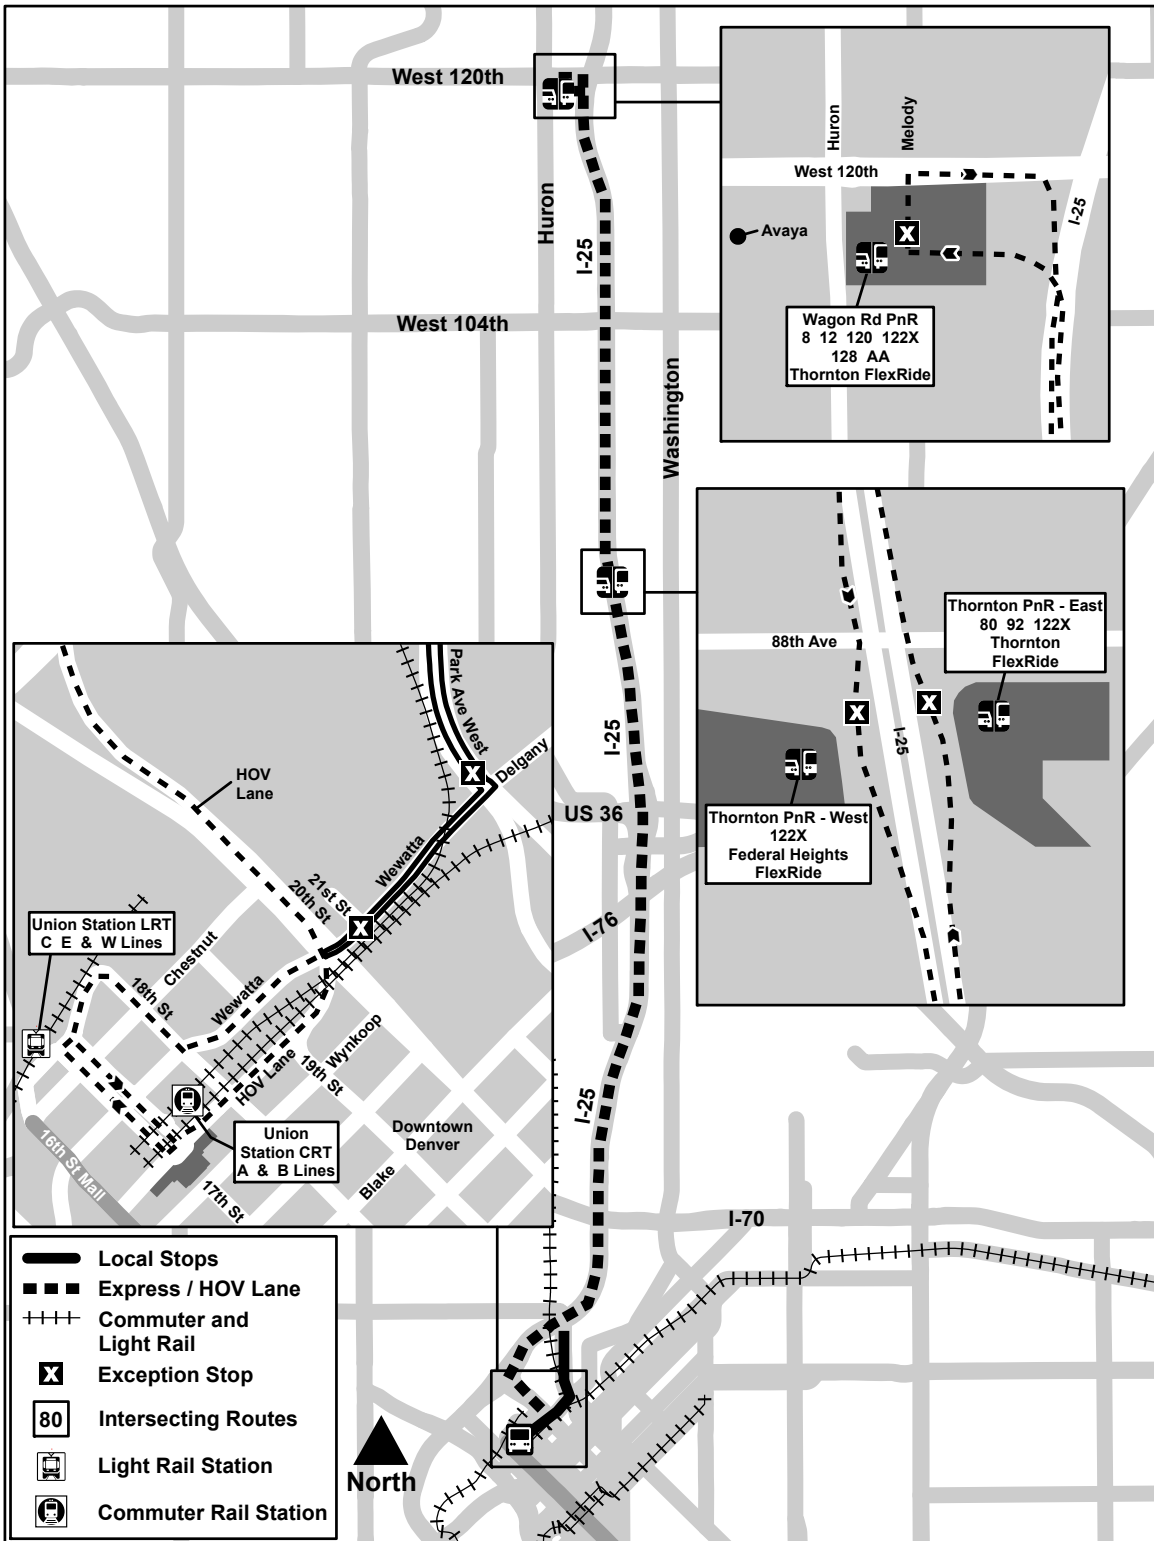 West 120th
Huron
I-25
West 104th
Washington
Huron
Melody
West 120th
I-25
Avaya
Wagon Rd PnR
8 12 120 122X
128 AA
Thornton FlexRide
88th Ave
I-25
Thornton PnR - East
80 92 122X
Thornton
FlexRide
Thornton PnR - West
122X
Federal Heights
FlexRide
I-25
US 36
I-76
I-25
I-70
Park Ave West
Delgany
HOV
Lane
Wewatta
21st St
20th St
Union Station LRT
C E & W Lines
Chestnut
18th St
Wewatta
HOV Lane
Wynkoop
19th St
Downtown
Denver
Union
Station CRT
A & B Lines
Blake
16th St Mall
17th St
Local Stops
Express / HOV Lane
Commuter and
Light Rail
X Exception Stop
80 Intersecting Routes
Light Rail Station
Commuter Rail Station
North
X
X
X
X
X